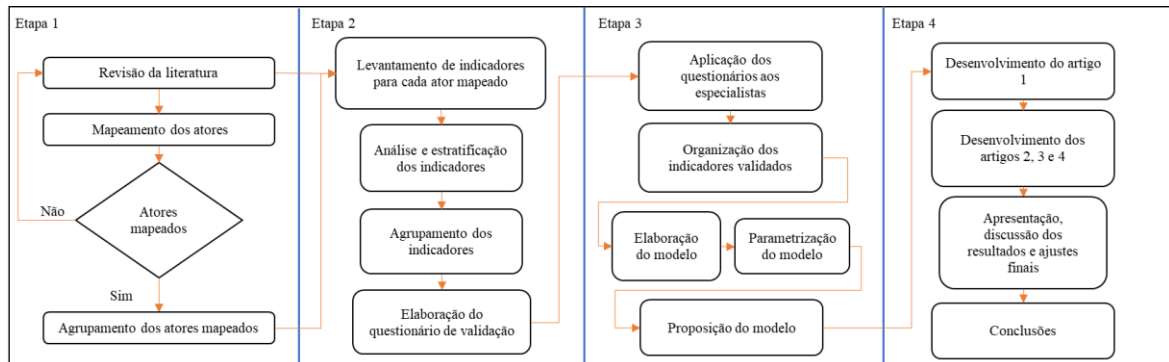 Etapa 1
Revisão da literatura
Mapeamento dos atores
Atores
mapeados
Não
Sim
Agrupamento dos atores mapeados
Etapa 2
Levantamento de indicadores
para cada ator mapeado
Análise e estratificação
dos indicadores
Agrupamento dos
indicadores
Elaboração do
questionário de validação
Etapa 3
Aplicação dos
questionários aos
especialistas
Organização dos
indicadores validados
Elaboração
do modelo
Parametrização
do modelo
Proposição do modelo
Etapa 4
Desenvolvimento do artigo
1
Desenvolvimento dos
artigos 2, 3 e 4
Apresentação,
discussão dos
resultados e ajustes
finais
Conclusões